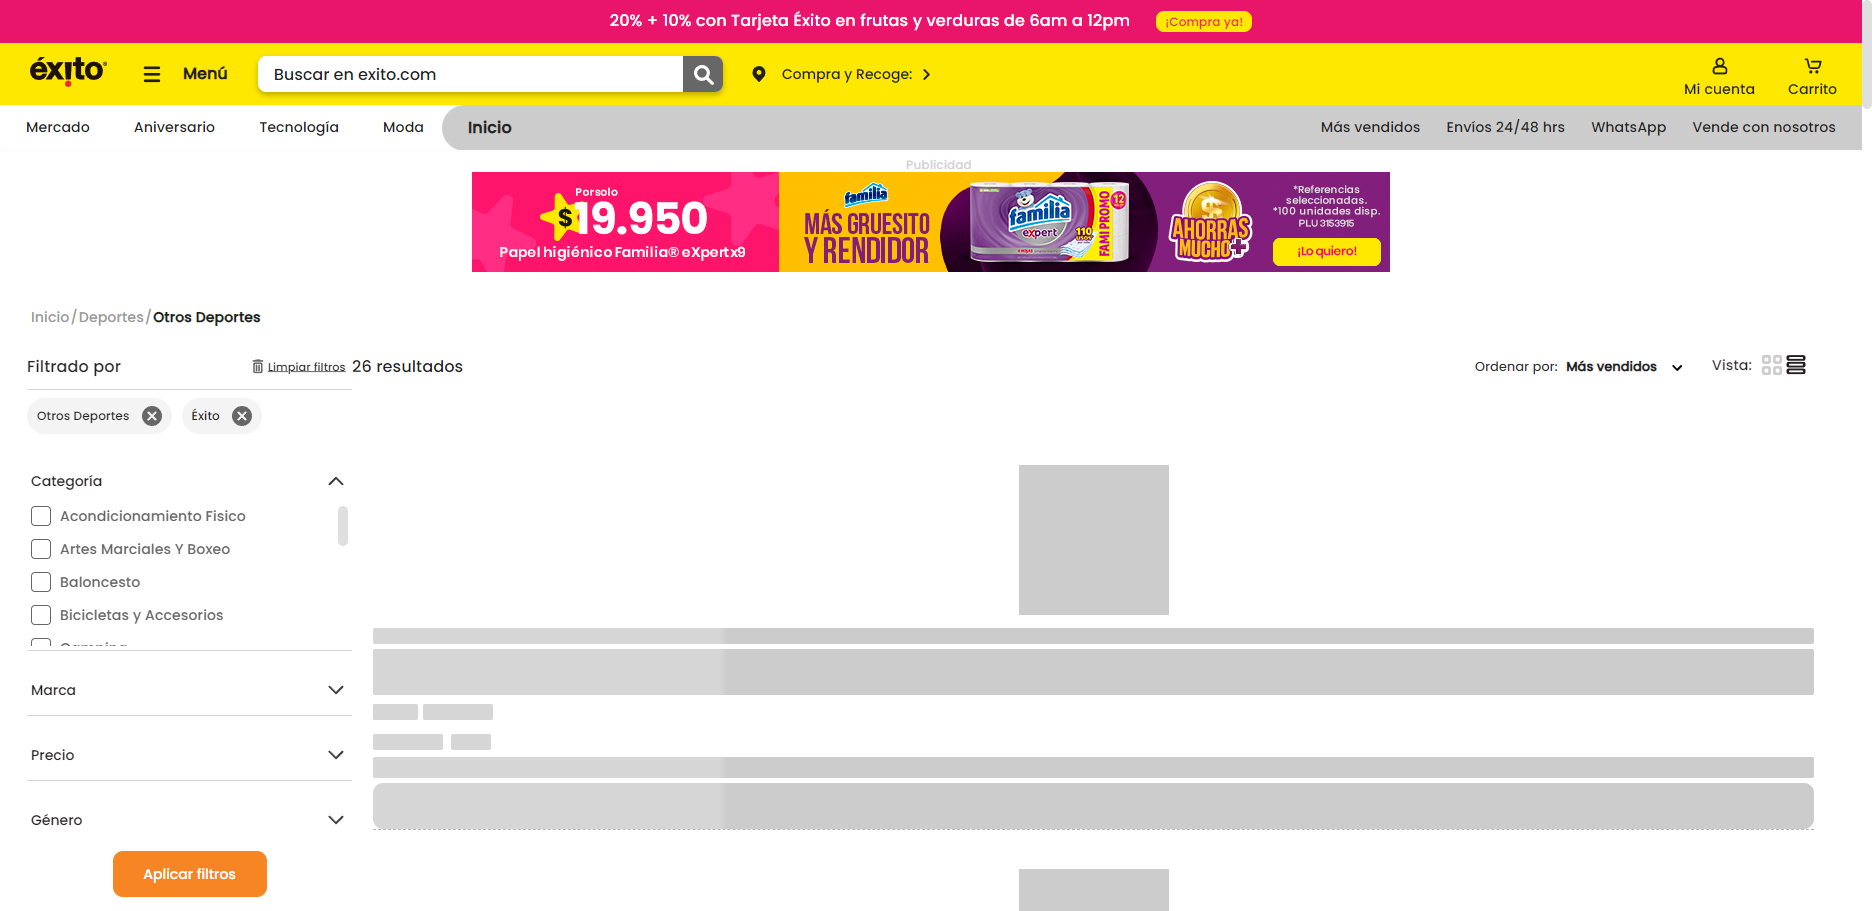 20% + 10% con Tarjeta Éxito en frutas y verduras de 6am a 12pm
¡Compra ya!
éxito
Menú
Buscar en exito.com
Compra y Recoge:
Mi cuenta
Carrito
Mercado
Aniversario
Tecnología
Moda
Inicio
Más vendidos
Envíos 24/48 hrs
WhatsApp
Vende con nosotros
Publicidad
Porsolo
$19.950
Papel higiénico Familia® eXpertx9
familia
MÁS GRUESITO
Y RENDIDOR
familia
expert
110
FAMIPROMO
12
AHORRAS
MUCHO+
*Referencias
seleccionadas.
*100 unidades disp.
PLU 3153915
¡Lo quiero!
Inicio/Deportes/Otros Deportes
Filtrado por
Limpiar filtros
26 resultados
Ordenar por: Más vendidos
Vista:
Otros Deportes
Éxito
Categoría
Acondicionamiento Fisico
Artes Marciales Y Boxeo
Baloncesto
Bicicletas y Accesorios
Marca
Precio
Género
Aplicar filtros